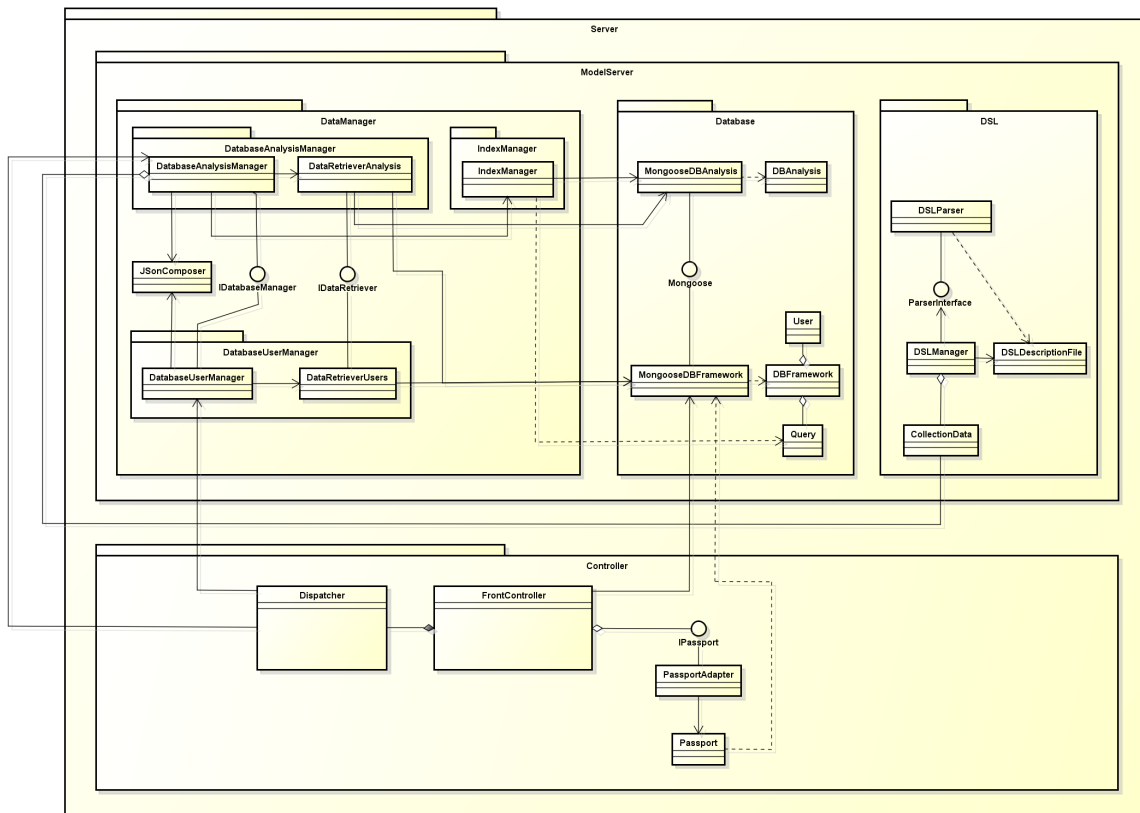 Server
ModelServer
DataManager
DatabaseAnalysisManager
DatabaseAnalysisManager
DataRetrieverAnalysis
IndexManager
IndexManager
JSonComposer
IDatabaseManager
IDataRetriever
DatabaseUserManager
DatabaseUserManager
DataRetrieverUsers
Database
MongooseDBAnalysis
DBAnalysis
Mongoose
User
MongooseDBFramework
DBFramework
Query
DSL
DSLParser
ParserInterface
DSLManager
DSLDescriptionFile
CollectionData
Controller
Dispatcher
FrontController
IPassport
PassportAdapter
Passport